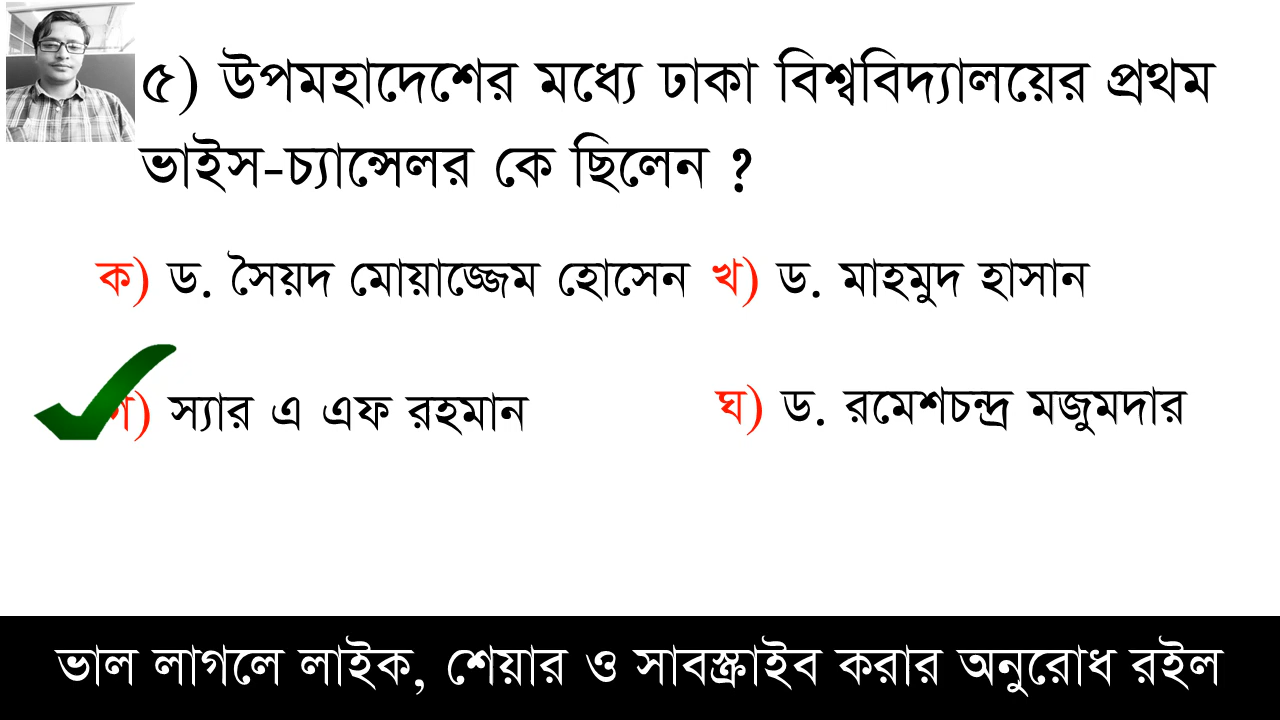 ৫) উপমহাদেশের মধ্যে ঢাকা বিশ্ববিদ্যালয়ের প্রথম
ভাইস-চ্যান্সেলর কে ছিলেন ?
ক) ড. সৈয়দ মোয়াজ্জেম হোসেন খ) ড. মাহমুদ হাসান
গ) স্যার এ এফ রহমান ঘ) ড. রমেশচন্দ্র মজুমদার
ভাল লাগলে লাইক, শেয়ার ও সাবস্ক্রাইব করার অনুরোধ রইল